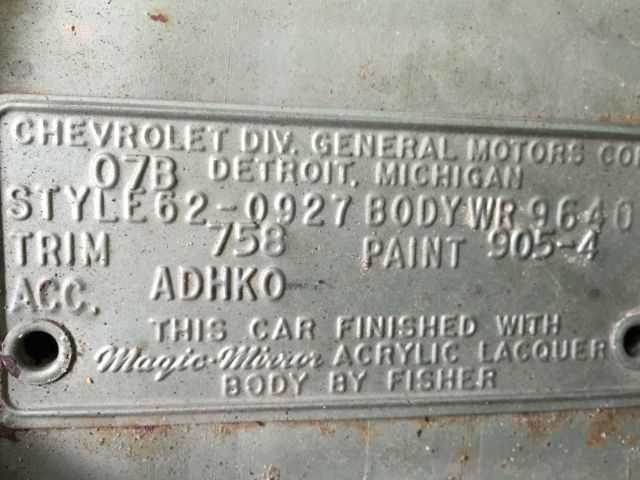 CHEVROLET DIV. GENERAL MOTORS COR
07B DETROIT, MICHIGAN
STYLE 62-0927 BODY WR 9640
TRIM 758 PAINT 905-4
ACC. ADHKO
THIS CAR FINISHED WITH
Magic-Mirror ACRYLIC LACQUER
BODY BY FISHER